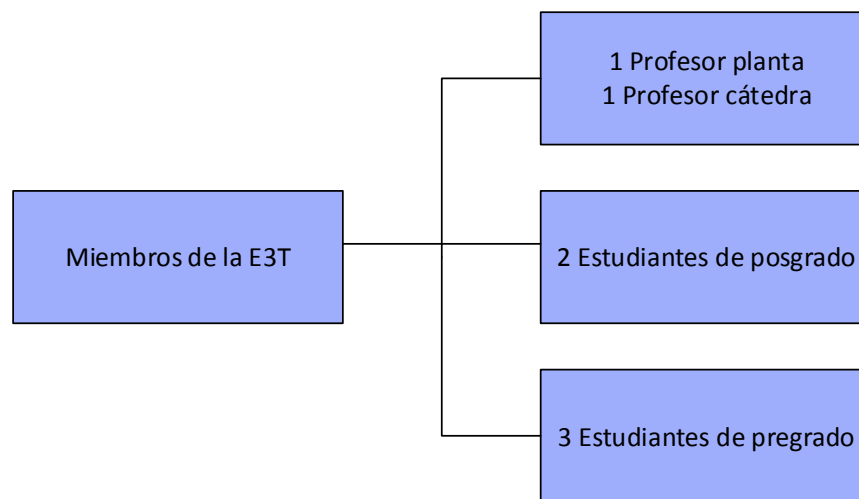 1 Profesor planta
1 Profesor cátedra
Miembros de la E3T
2 Estudiantes de posgrado
3 Estudiantes de pregrado